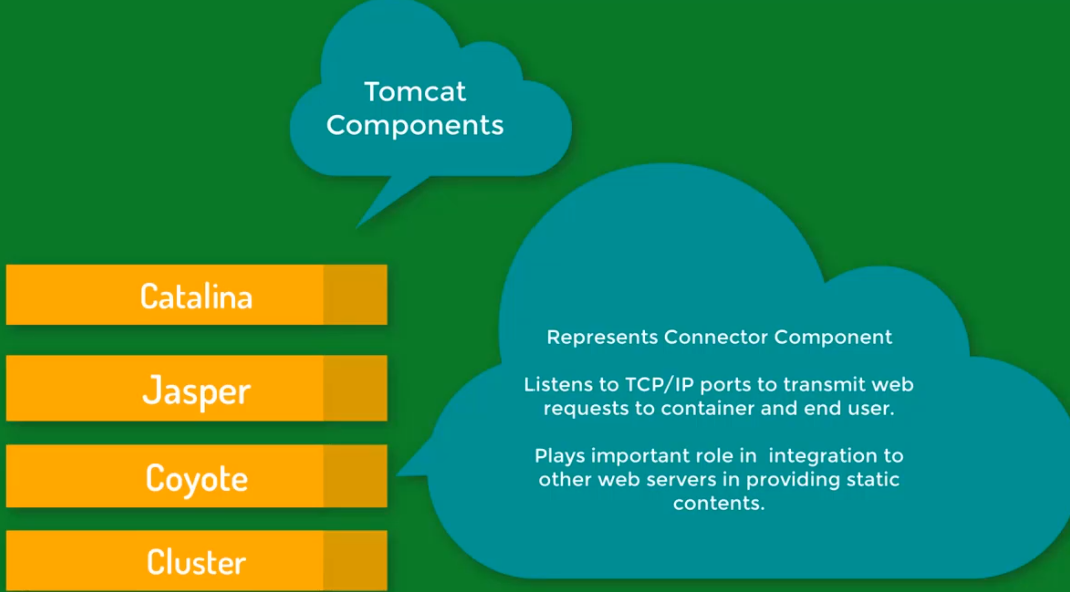 Tomcat
Components
Catalina
Jasper
Coyote
Cluster
Represents Connector Component
Listens to TCP/IP ports to transmit web
requests to container and end user.
Plays important role in integration to
other web servers in providing static
contents.